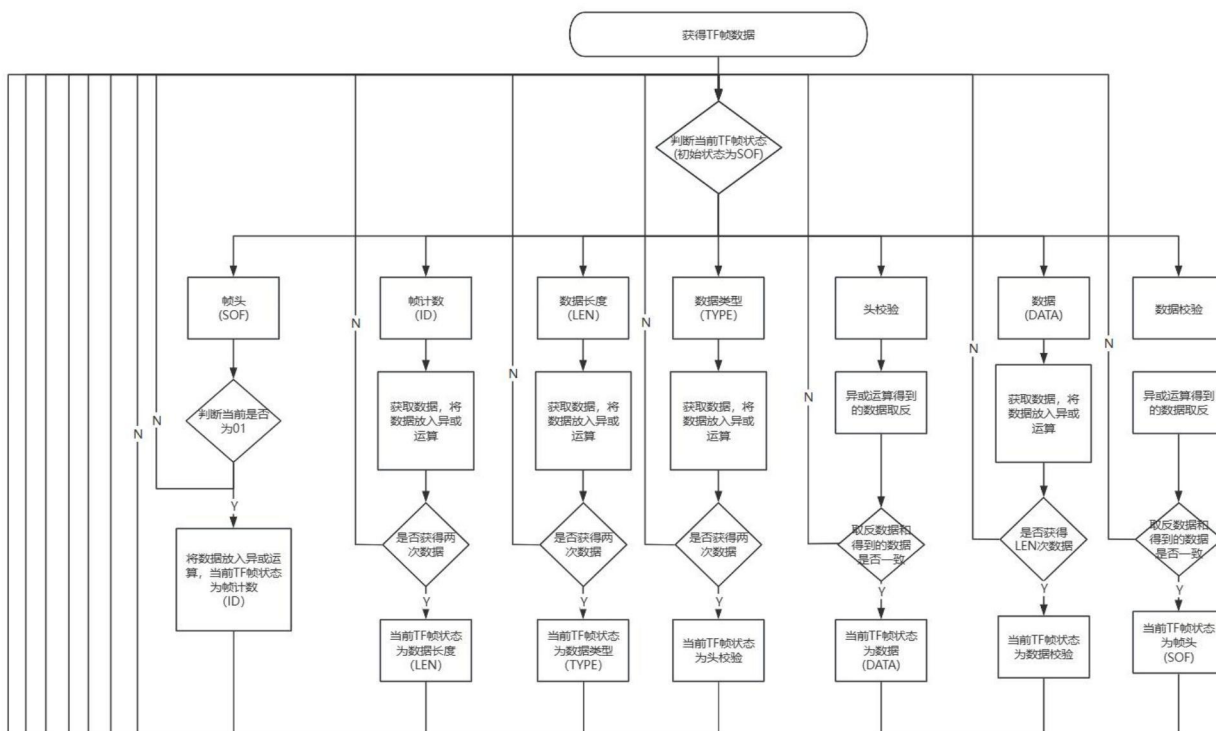 获得TF帧数据
判断当前TF帧状态
(初始状态为SOF)
帧头
(SOF)
帧计数
(ID)
数据长度
(LEN)
数据类型
(TYPE)
头校验
数据
(DATA)
数据校验
N
N
N
N
N
N
N
N
判断当前是否
为01
获取数据，将
数据放入异或
运算
获取数据，将
数据放入异或
运算
获取数据，将
数据放入异或
运算
异或运算得到
的数据取反
获取数据，将
数据放入异或
运算
异或运算得到
的数据取反
Y
是否获得两
次数据
是否获得两
次数据
是否获得两
次数据
取反数据和
得到的数据
是否一致
是否获得
LEN次数据
取反数据和
得到的数据
是否一致
将数据放入异或运
算，当前TF帧状态
为帧计数
(ID)
Y
Y
Y
Y
Y
Y
当前TF帧状态
为数据长度
(LEN)
当前TF帧状态
为数据类型
(TYPE)
当前TF帧状态
为头校验
当前TF帧状态
为数据
(DATA)
当前TF帧状态
为数据校验
当前TF帧状态
为帧头
(SOF)